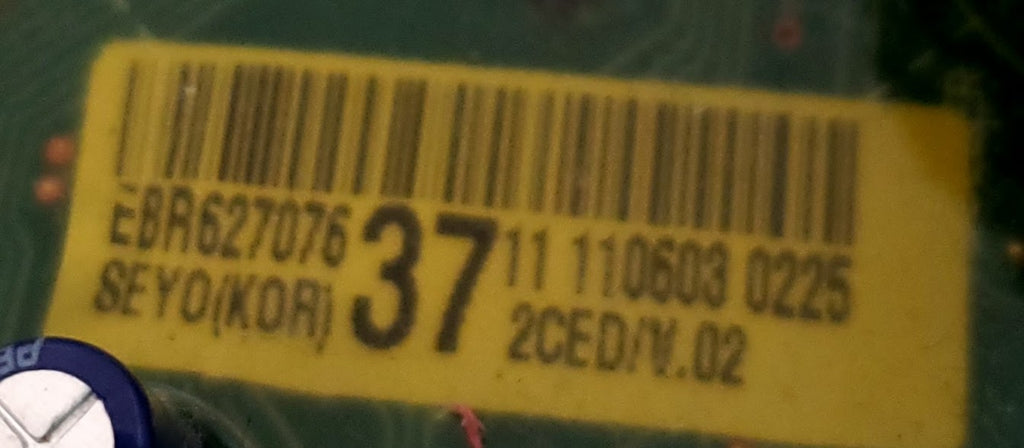 EBR627076 37 11 110603 0225
SEYO(KOR) 2CED/V.02